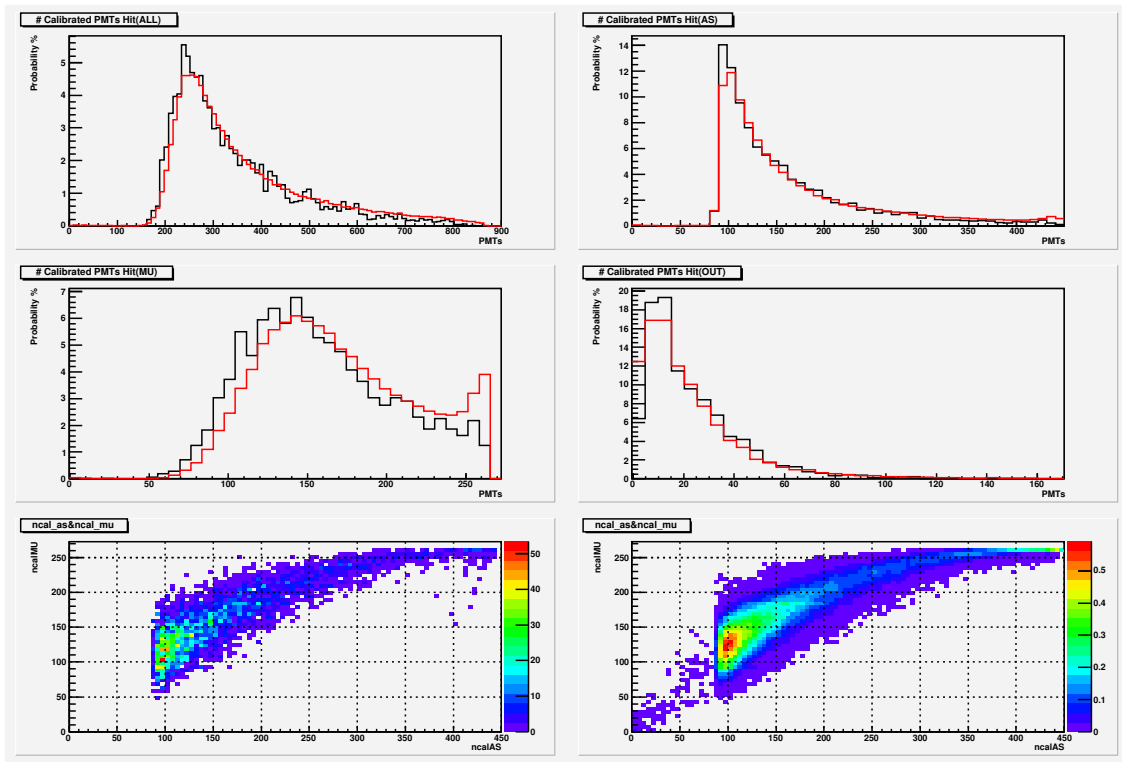 # Calibrated PMTs Hit(ALL)
Probability %
0 1 2 3 4 5
0 100 200 300 400 500 600 700 800 900
PMTs
# Calibrated PMTs Hit(AS)
Probability %
0 2 4 6 8 10 12 14
0 50 100 150 200 250 300 350 400
PMTs
# Calibrated PMTs Hit(MU)
Probability %
0 1 2 3 4 5 6 7
0 50 100 150 200 250
PMTs
# Calibrated PMTs Hit(OUT)
Probability %
0 2 4 6 8 10 12 14 16 18 20
0 20 40 60 80 100 120 140 160
PMTs
ncal_as&ncal_mu
ncalMU
0 50 100 150 200 250
0 50 100 150 200 250 300 350 400 450
ncalAS
0 10 20 30 40 50
ncal_as&ncal_mu
ncalMU
0 50 100 150 200 250
0 50 100 150 200 250 300 350 400 450
ncalAS
0 0.1 0.2 0.3 0.4 0.5